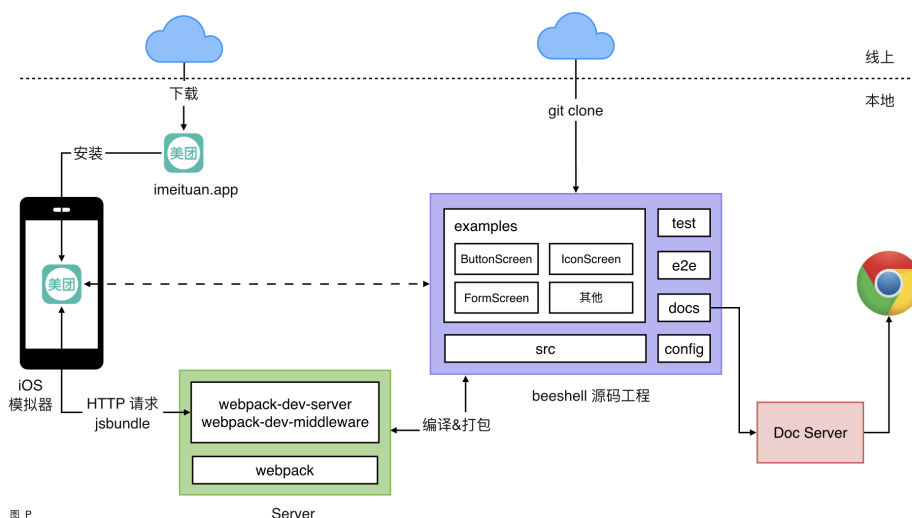 线上
下载
本地
git clone
美团
安装
imeituan.app
examples
test
ButtonScreen
IconScreen
e2e
美团
FormScreen
其他
docs
src
config
iOS
模拟器
beeshell 源码工程
HTTP 请求
jsbundle
webpack-dev-server
webpack-dev-middleware
编译&打包
Doc Server
webpack
Server
图 P